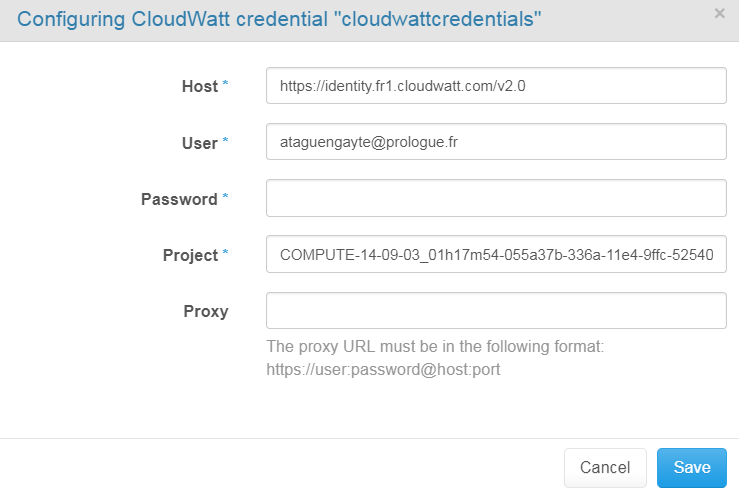 Configuring CloudWatt credential "cloudwattcredentials"
×
Host * https://identity.fr1.cloudwatt.com/v2.0
User * ataguengayte@prologue.fr
Password *
Project * COMPUTE-14-09-03_01h17m54-055a37b-336a-11e4-9ffc-52540
Proxy
The proxy URL must be in the following format:
https://user:password@host:port
Cancel Save